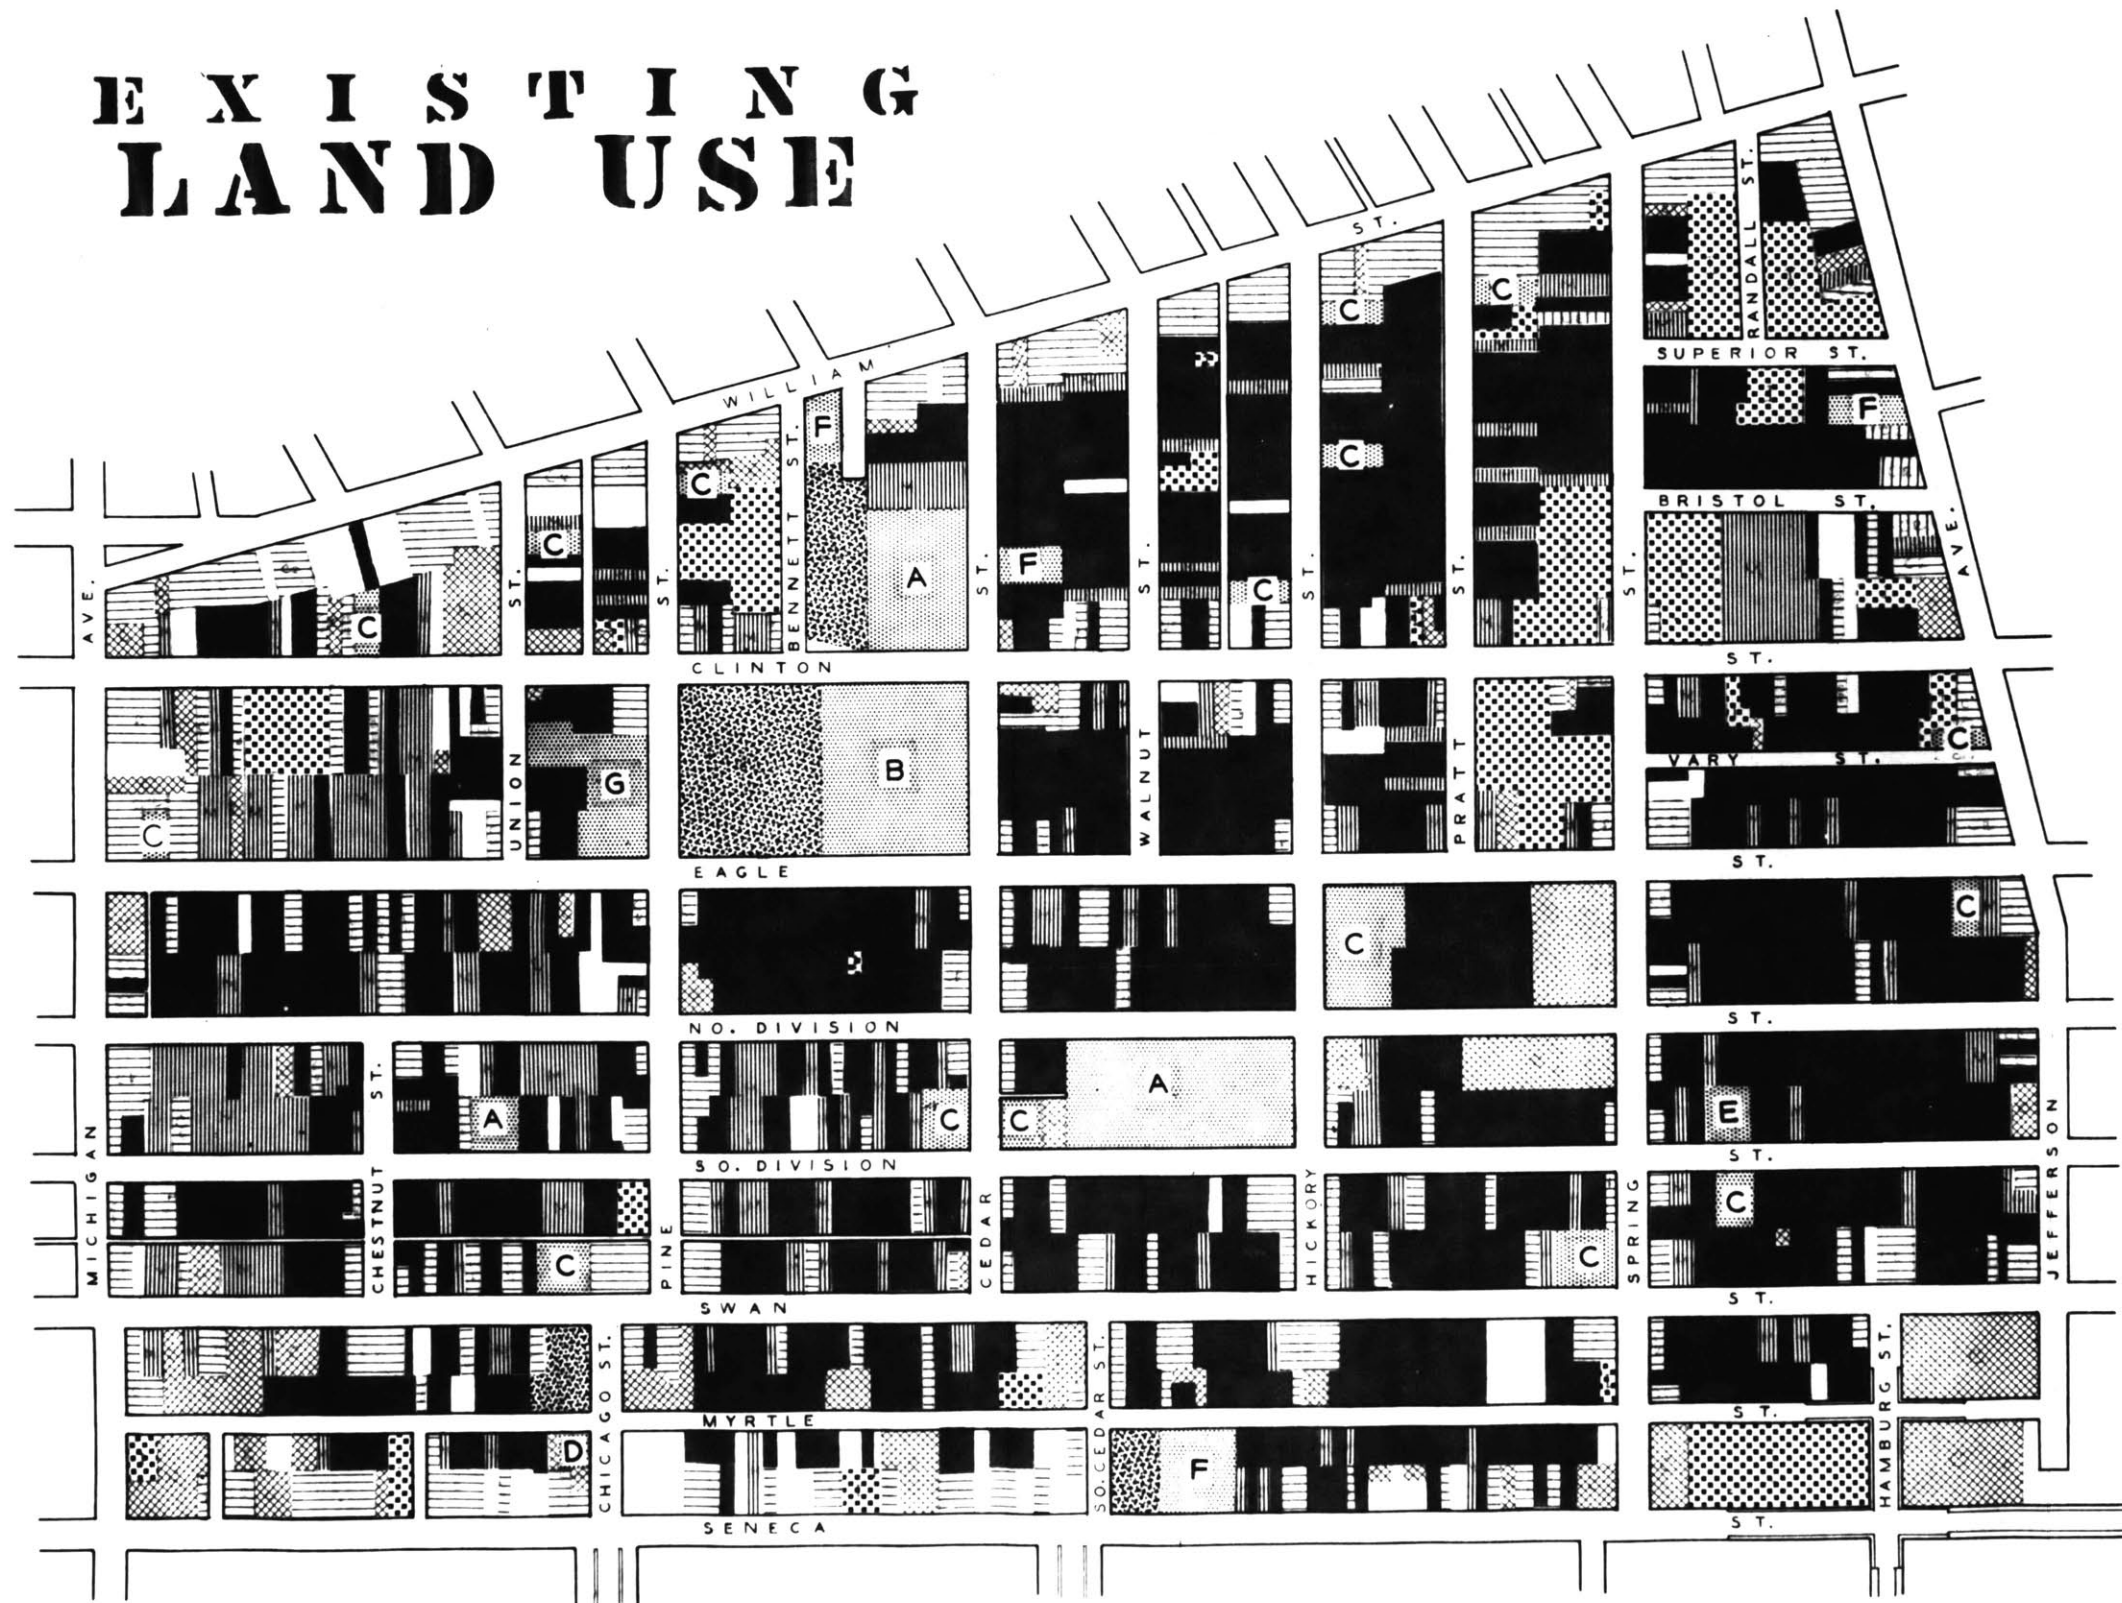 EXISTING
LAND USE
WILLIAM ST.
RANDALL ST.
SUPERIOR ST.
C
C
F
F
BRISTOL ST.
C
C
C
A
F
C
C
AVE.
ST.
ST.
BENNETT ST.
ST.
ST.
ST.
ST.
ST.
AVE.
CLINTON ST.
C
VARY ST.
G
B
C
UNION
WALNUT
PRATT
EAGLE ST.
C
C
NO. DIVISION ST.
A
C
A
C
E
SO. DIVISION ST.
C
C
C
MICHIGAN
CHESTNUT ST.
PINE
CEDAR
HICKORY
SPRING
JEFFERSON
SWAN ST.
MYRTLE ST.
D
F
CHICAGO ST.
SO. CEDAR ST.
HAMBURG ST.
SENECA ST.